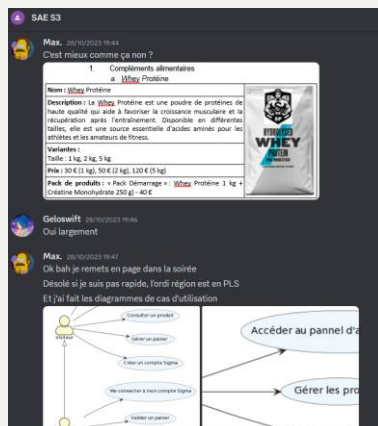 SAE S3
Max. 28/10/2023 19:44
C'est mieux comme ça non ?
1. Compléments alimentaires
a. Whey Protéine
Nom : Whey Protéine
Description : La Whey Protéine est une poudre de protéines de
haute qualité qui aide à favoriser la croissance musculaire et la
récupération après l'entraînement. Disponible en différentes
tailles, elle est une source essentielle d'acides aminés pour les
athlètes et les amateurs de fitness.
Variantes :
Taille : 1 kg, 2 kg, 5 kg
Prix : 30 € (1 kg), 50 € (2 kg), 120 € (5 kg)
Pack de produits : « Pack Démarrage » : Whey Protéine 1 kg +
Créatine Monohydrate 250 g) - 40 €
HYDROLYSED
WHEY
PROTEIN
Geloswift 28/10/2023 19:46
Oui largement
Max. 28/10/2023 19:47
Ok bah je remets en page dans la soirée
Désolé si je suis pas rapide, l'ordi région est en PLS
Et j'ai fait les diagrammes de cas d'utilisation
Consulter un produit
Visiteur
Gérer un panier
Créer un compte Sigma
Me connecter à mon compte Sigma
Valider un panier
Accéder au pannel d'a
Gérer les pro